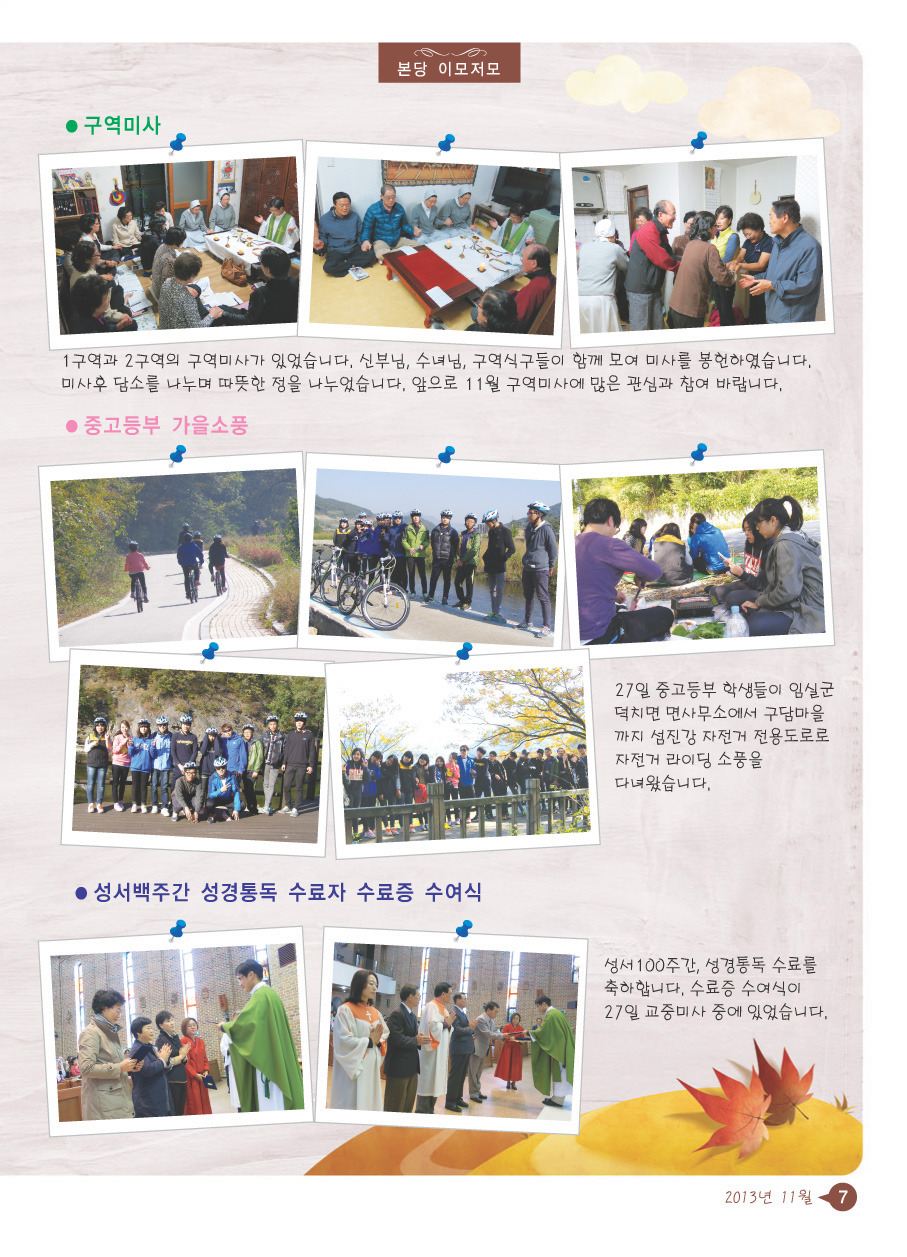 본당 이모저모
● 구역미사
1구역과 2구역의 구역미사가 있었습니다. 신부님, 수녀님, 구역식구들이 함께 모여 미사를 봉헌하였습니다.
미사후 담소를 나누며 따뜻한 정을 나누었습니다. 앞으로 11월 구역미사에 많은 관심과 참여 바랍니다.
● 중고등부 가을소풍
27일 중고등부 학생들이 임실군
덕치면 면사무소에서 구담마을
까지 섬진강 자전거 전용도로로
자전거 라이딩 소풍을
다녀왔습니다.
● 성서백주간 성경통독 수료자 수료증 수여식
성서100주간, 성경통독 수료를
축하합니다. 수료증 수여식이
27일 교중미사 중에 있었습니다.
2013년 11월 7